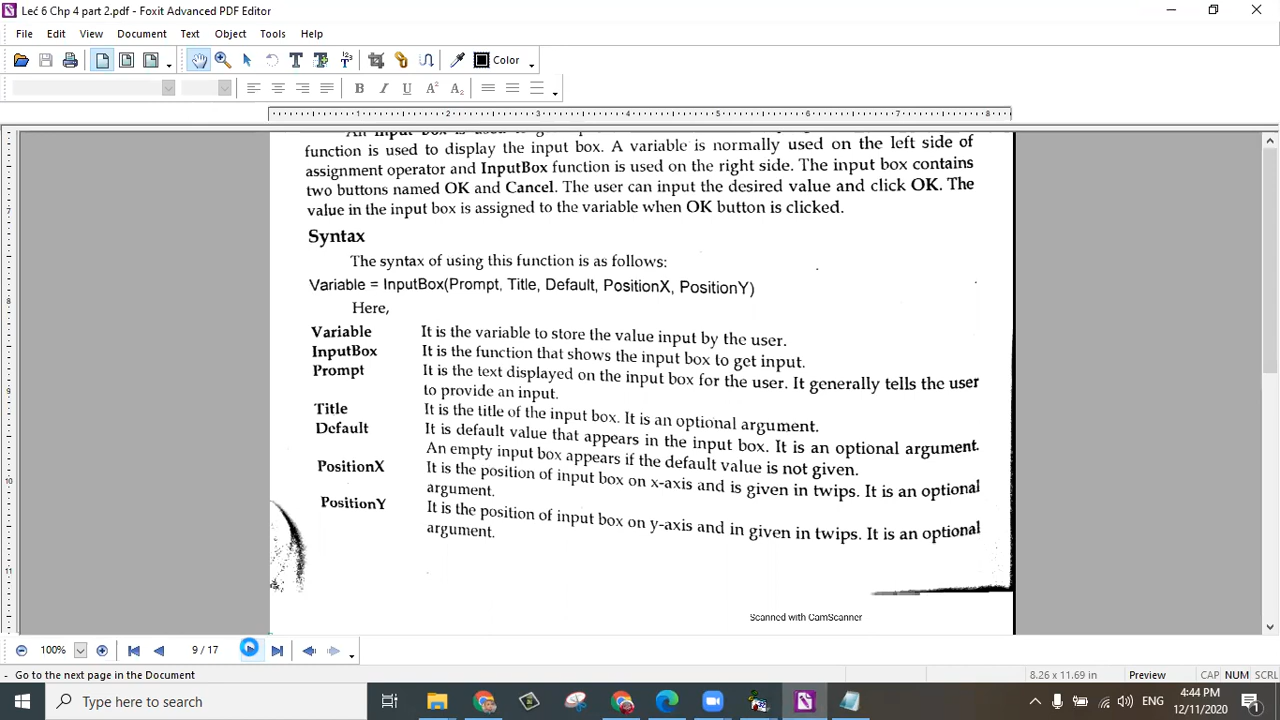 Leć 6 Chp 4 part 2.pdf - Foxit Advanced PDF Editor
File Edit View Document Text Object Tools Help
Color
B I U A² A₂
1 2 3 4 5 6 7 8
function is used to display the input box. A variable is normally used on the left side of
assignment operator and InputBox function is used on the right side. The input box contains
two buttons named OK and Cancel. The user can input the desired value and click OK. The
value in the input box is assigned to the variable when OK button is clicked.
Syntax
The syntax of using this function is as follows:
Variable = InputBox(Prompt, Title, Default, PositionX, PositionY)
Here,
Variable It is the variable to store the value input by the user.
InputBox It is the function that shows the input box to get input.
Prompt It is the text displayed on the input box for the user. It generally tells the user
to provide an input.
Title It is the title of the input box. It is an optional argument.
Default It is default value that appears in the input box. It is an optional argument.
An empty input box appears if the default value is not given.
PositionX It is the position of input box on x-axis and is given in twips. It is an optional
argument.
PositionY It is the position of input box on y-axis and in given in twips. It is an optional
argument.
Scanned with CamScanner
100% 9 / 17
Go to the next page in the Document 8.26 x 11.69 in Preview CAP NUM SCRL
Type here to search ENG 4:44 PM
12/11/2020